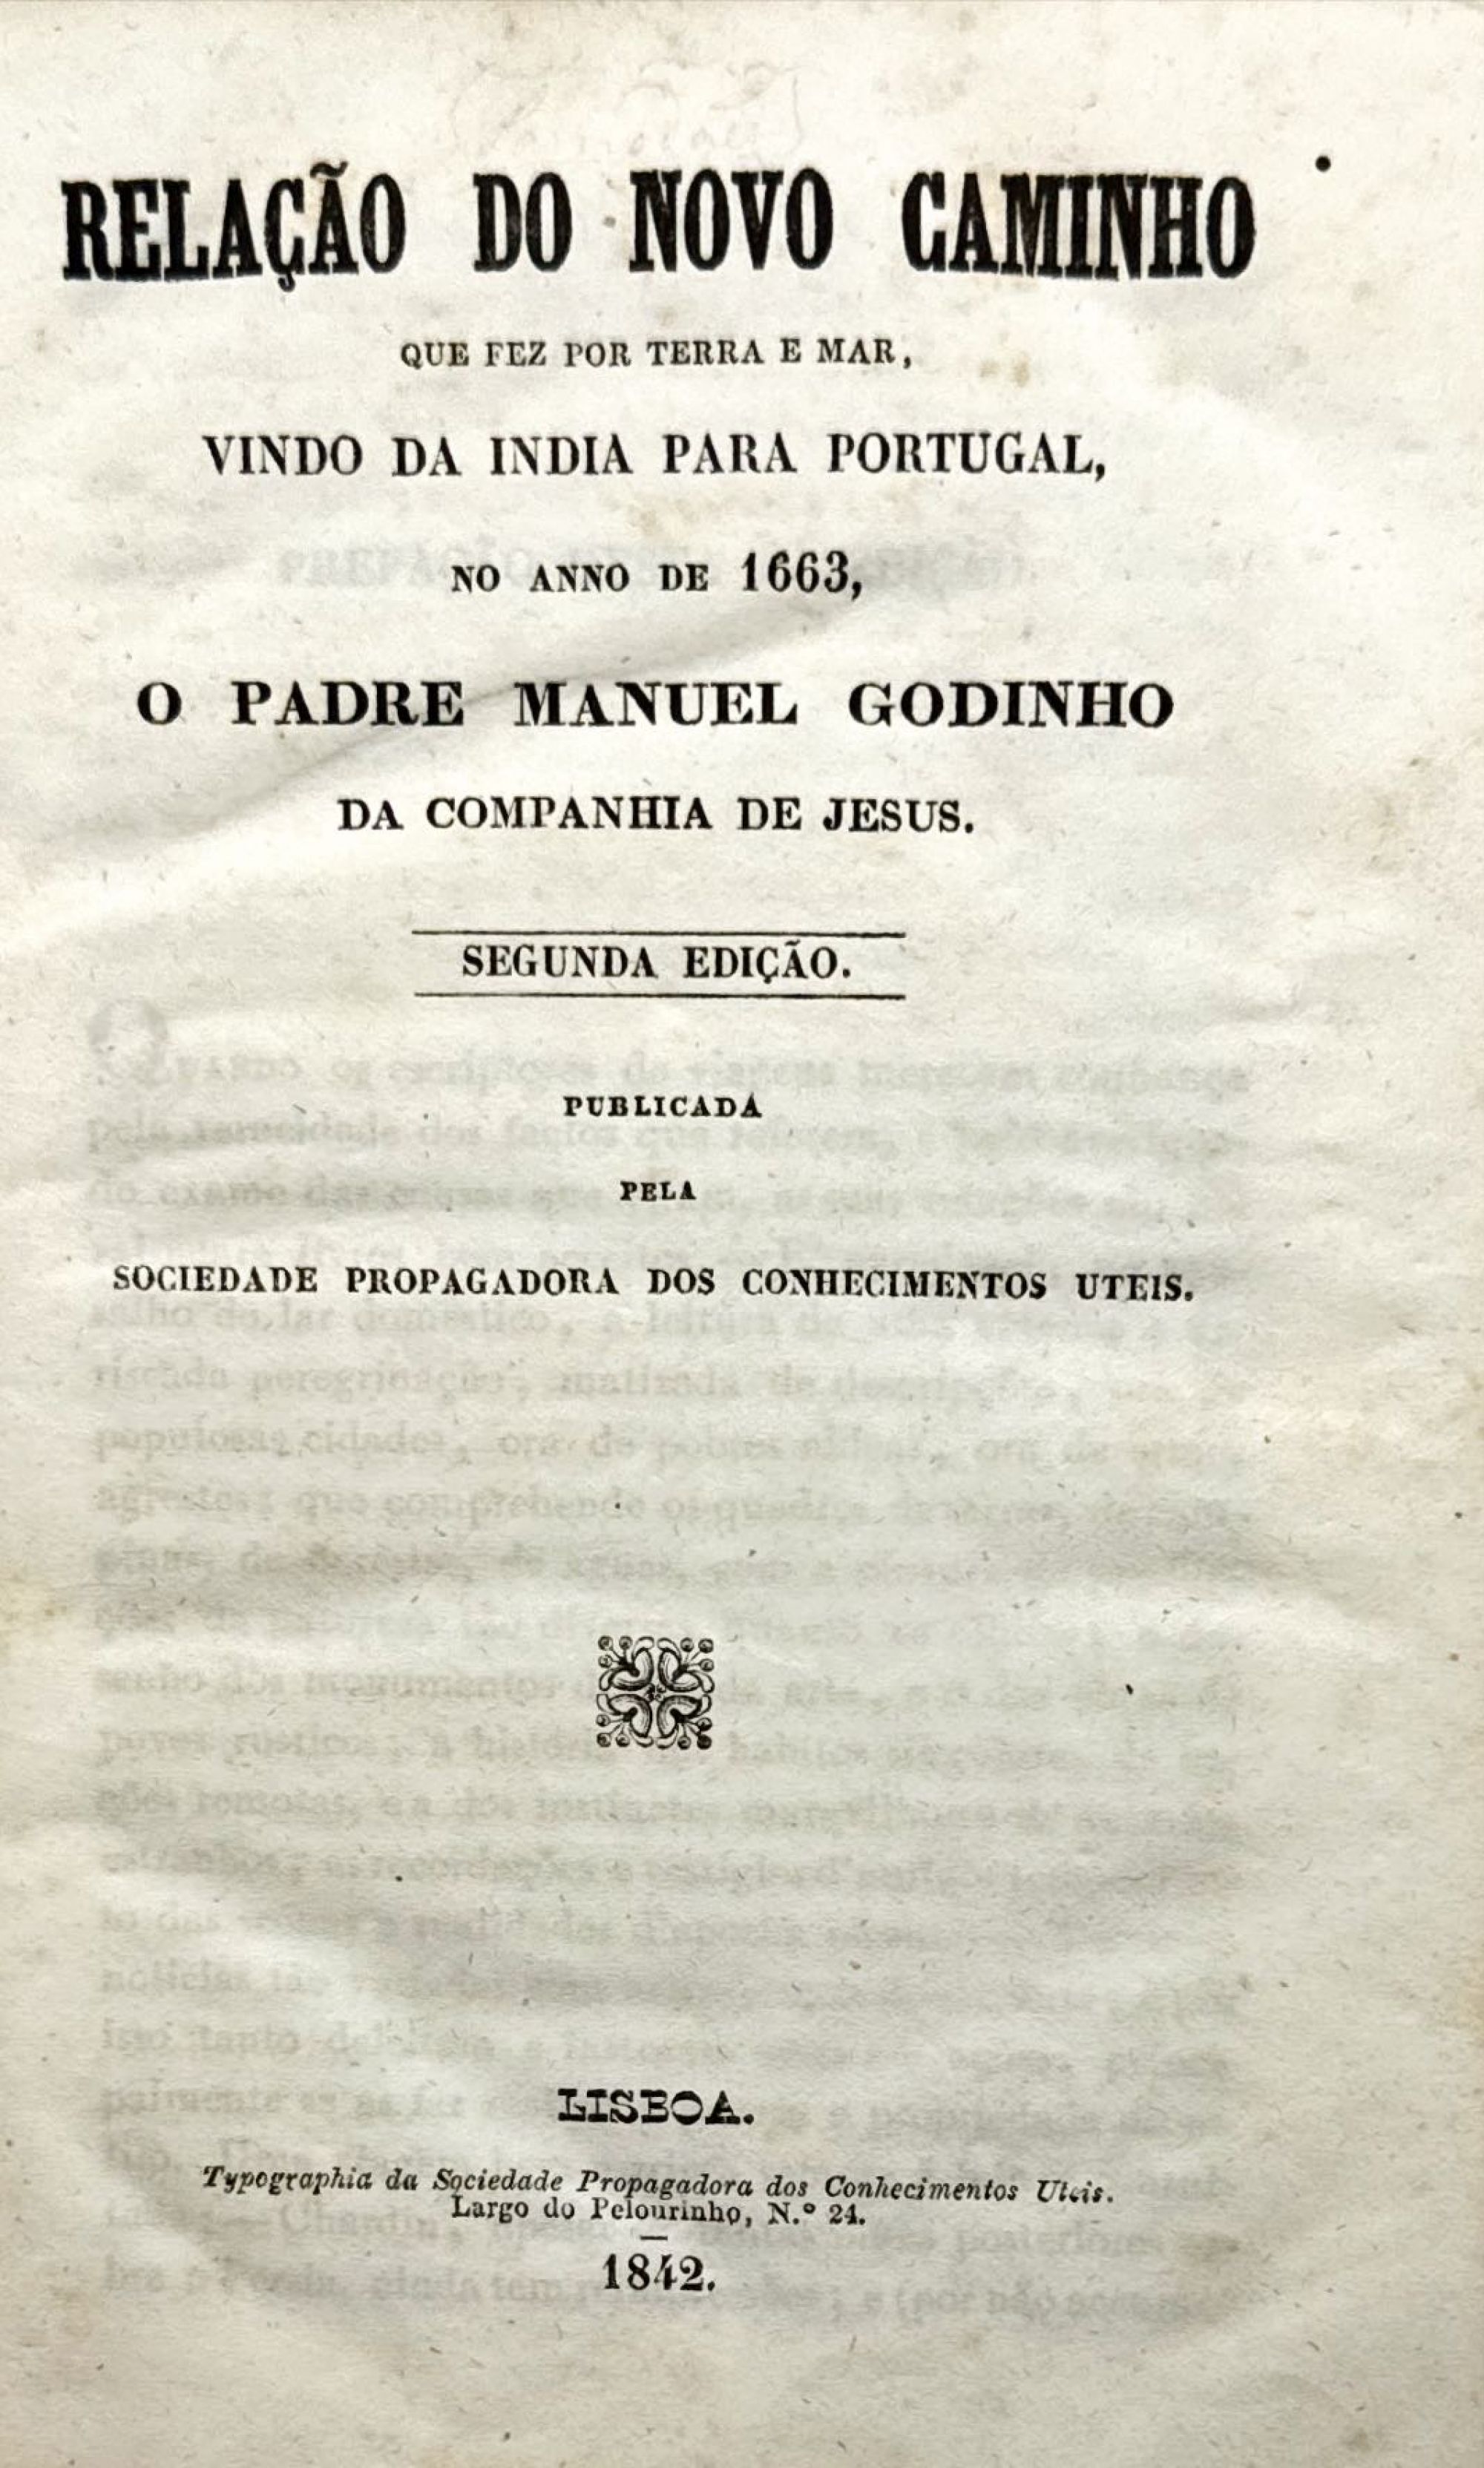 RELAÇÃO DO NOVO CAMINHO
QUE FEZ POR TERRA E MAR,
VINDO DA INDIA PARA PORTUGAL,
NO ANNO DE 1663,
O PADRE MANUEL GODINHO
DA COMPANHIA DE JESUS.
SEGUNDA EDIÇÃO.
PUBLICADA
PELA
SOCIEDADE PROPAGADORA DOS CONHECIMENTOS UTEIS.
LISBOA.
Typographia da Sociedade Propagadora dos Conhecimentos Uteis.
Largo do Pelourinho, N.º 24.
1842.